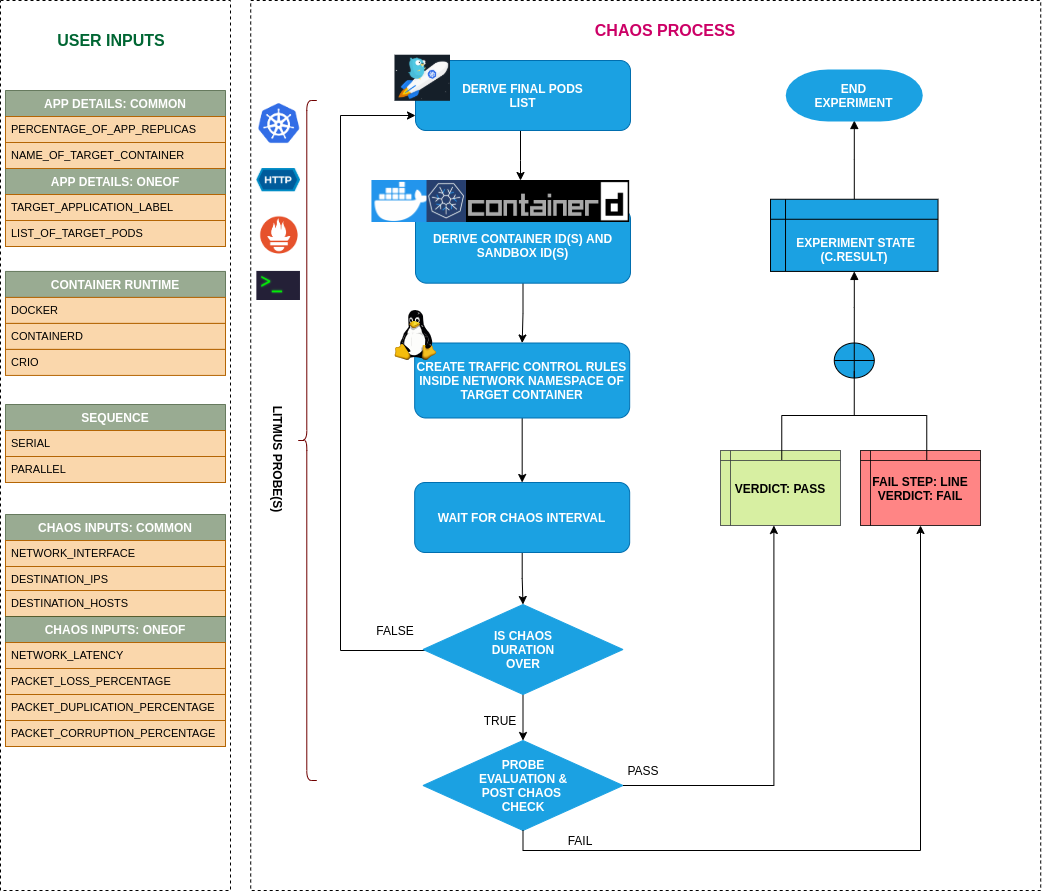 USER INPUTS
APP DETAILS: COMMON
PERCENTAGE_OF_APP_REPLICAS
NAME_OF_TARGET_CONTAINER
APP DETAILS: ONEOF
TARGET_APPLICATION_LABEL
LIST_OF_TARGET_PODS
CONTAINER RUNTIME
DOCKER
CONTAINERD
CRIO
SEQUENCE
SERIAL
PARALLEL
CHAOS INPUTS: COMMON
NETWORK_INTERFACE
DESTINATION_IPS
DESTINATION_HOSTS
CHAOS INPUTS: ONEOF
NETWORK_LATENCY
PACKET_LOSS_PERCENTAGE
PACKET_DUPLICATION_PERCENTAGE
PACKET_CORRUPTION_PERCENTAGE
CHAOS PROCESS
HTTP
>_
LITMUS PROBE(S)
DERIVE FINAL PODS
LIST
container d
DERIVE CONTAINER ID(S) AND
SANDBOX ID(S)
CREATE TRAFFIC CONTROL RULES
INSIDE NETWORK NAMESPACE OF
TARGET CONTAINER
WAIT FOR CHAOS INTERVAL
IS CHAOS
DURATION
OVER
FALSE
TRUE
PROBE
EVALUATION &
POST CHAOS
CHECK
PASS
FAIL
END
EXPERIMENT
EXPERIMENT STATE
(C.RESULT)
VERDICT: PASS
FAIL STEP: LINE
VERDICT: FAIL